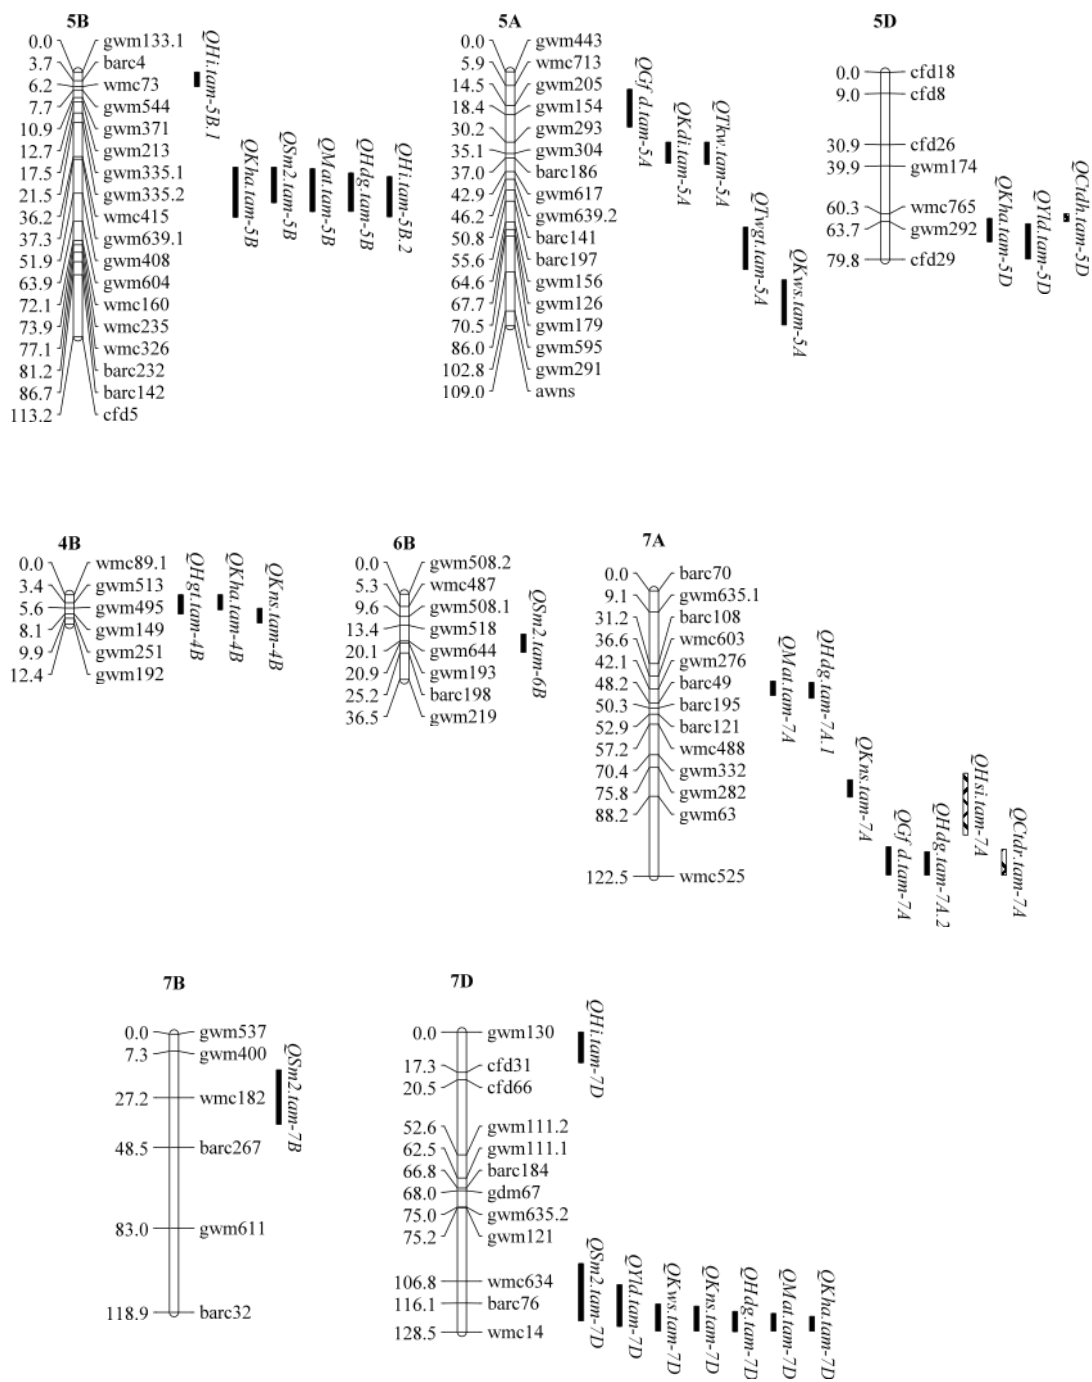 5B
0.0 gwm133.1
3.7 barc4
6.2 wmc73
7.7 gwm544
10.9 gwm371
12.7 gwm213
17.5 gwm335.1
21.5 gwm335.2
36.2 wmc415
37.3 gwm639.1
51.9 gwm408
63.9 gwm604
72.1 wmc160
73.9 wmc235
77.1 wmc326
81.2 barc232
86.7 barc142
113.2 cfd5
QHi.tam-5B.1
QKha.tam-5B
QSm2.tam-5B
QMat.tam-5B
QHdg.tam-5B
QHi.tam-5B.2
5A
0.0 gwm443
5.9 wmc713
14.5 gwm205
18.4 gwm154
30.2 gwm293
35.1 gwm304
37.0 barc186
42.9 gwm617
46.2 gwm639.2
50.8 barc141
55.6 barc197
64.6 gwm156
67.7 gwm126
70.5 gwm179
86.0 gwm595
102.8 gwm291
109.0 awns
QGf d.tam-5A
QKdi.tam-5A
QTkw.tam-5A
QTwgt.tam-5A
QKws.tam-5A
5D
0.0 cfd18
9.0 cfd8
30.9 cfd26
39.9 gwm174
60.3 wmc765
63.7 gwm292
79.8 cfd29
QKha.tam-5D
QYld.tam-5D
QCtdh.tam-5D
4B
0.0 wmc89.1
3.4 gwm513
5.6 gwm495
8.1 gwm149
9.9 gwm251
12.4 gwm192
QHgt.tam-4B
QKha.tam-4B
QKns.tam-4B
6B
0.0 gwm508.2
5.3 wmc487
9.6 gwm508.1
13.4 gwm518
20.1 gwm644
20.9 gwm193
25.2 barc198
36.5 gwm219
QSm2.tam-6B
7A
0.0 barc70
9.1 gwm635.1
31.2 barc108
36.6 wmc603
42.1 gwm276
48.2 barc49
50.3 barc195
52.9 barc121
57.2 wmc488
70.4 gwm332
75.8 gwm282
88.2 gwm63
122.5 wmc525
QMat.tam-7A
QHdg.tam-7A.1
QKns.tam-7A
QGf d.tam-7A
QHdg.tam-7A.2
QHsi.tam-7A
QCtdr.tam-7A
7B
0.0 gwm537
7.3 gwm400
27.2 wmc182
48.5 barc267
83.0 gwm611
118.9 barc32
QSm2.tam-7B
7D
0.0 gwm130
17.3 cfd31
20.5 cfd66
52.6 gwm111.2
62.5 gwm111.1
66.8 barc184
68.0 gdm67
75.0 gwm635.2
75.2 gwm121
106.8 wmc634
116.1 barc76
128.5 wmc14
QHi.tam-7D
QSm2.tam-7D
QYld.tam-7D
QKws.tam-7D
QKns.tam-7D
QHdg.tam-7D
QMat.tam-7D
QKha.tam-7D